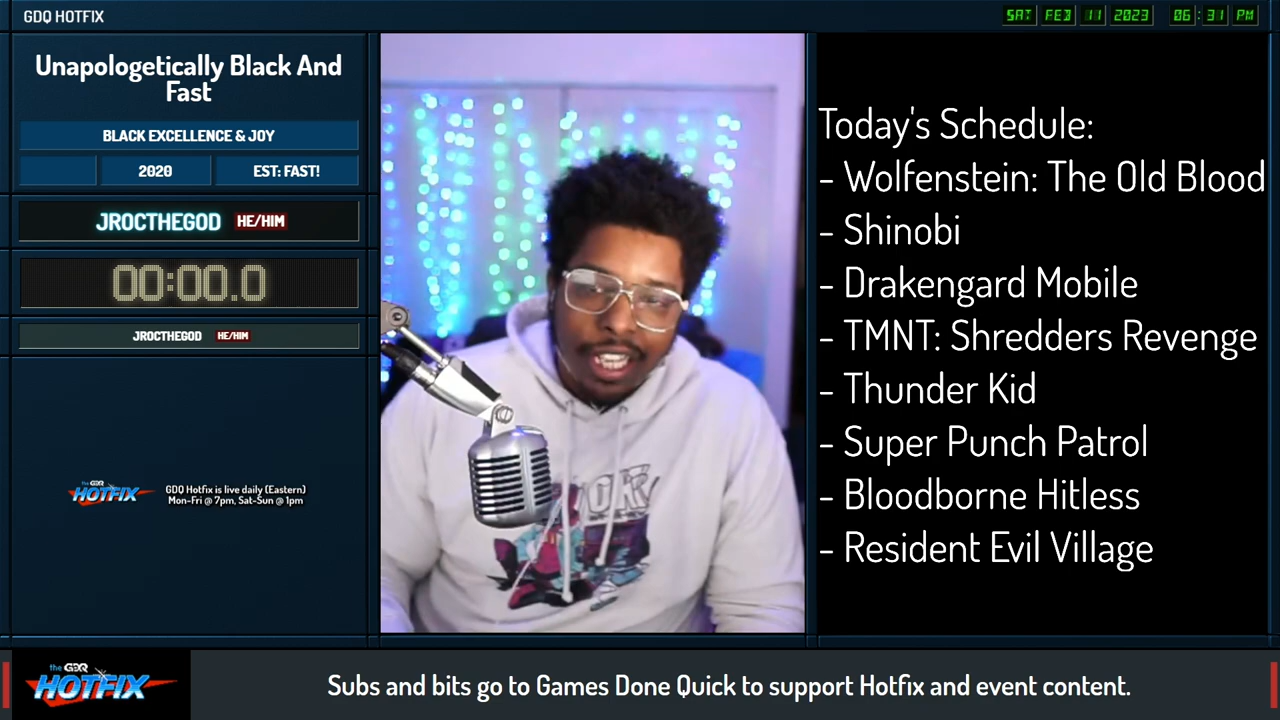 GDQ HOTFIX
SAT FEB 11 2023 06:31 PM
Unapologetically Black And
Fast
BLACK EXCELLENCE & JOY
2020
EST: FAST!
JROCTHEGOD HE/HIM
00:00.0
JROCTHEGOD HE/HIM
the GDQ
HOTFIX
GDQ Hotfix is live daily (Eastern)
Mon-Fri @ 7pm, Sat-Sun @ 1pm
Today's Schedule:
- Wolfenstein: The Old Blood
- Shinobi
- Drakengard Mobile
- TMNT: Shredders Revenge
- Thunder Kid
- Super Punch Patrol
- Bloodborne Hitless
- Resident Evil Village
the GDQ
HOTFIX
Subs and bits go to Games Done Quick to support Hotfix and event content.